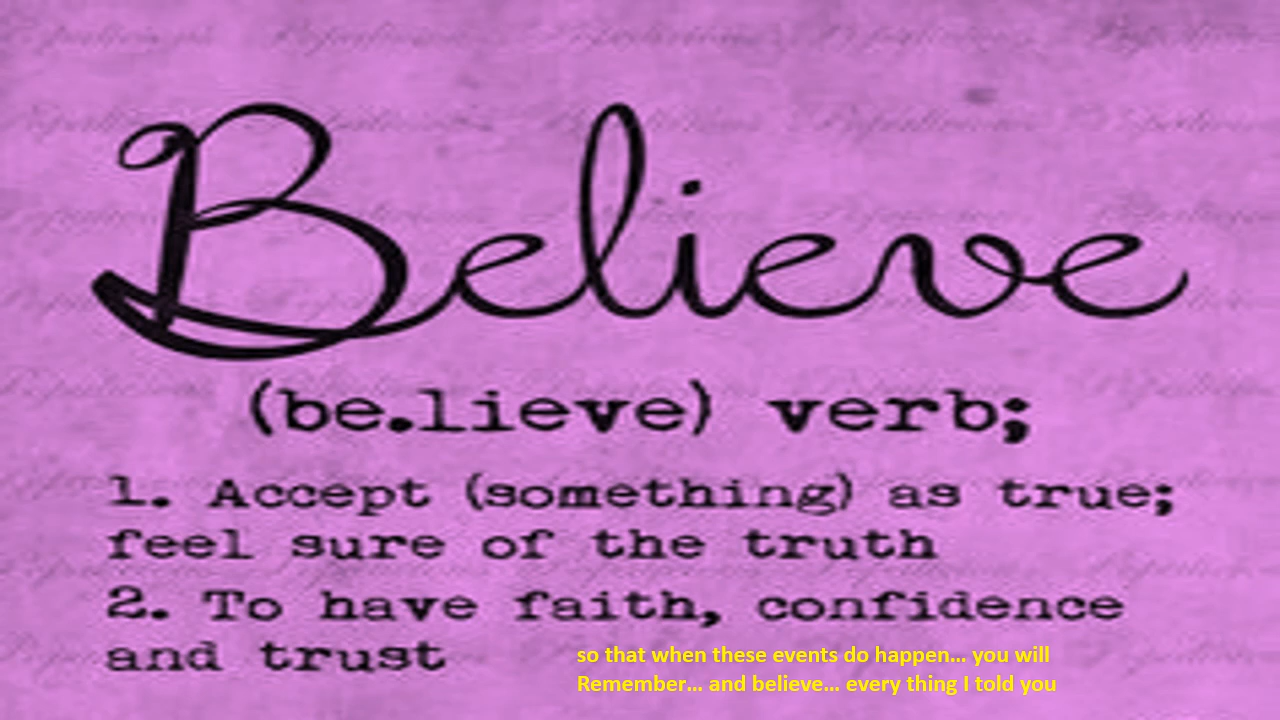 Believe
(be.lieve) verb;
1. Accept (something) as true;
feel sure of the truth
2. To have faith, confidence
and trust
so that when these events do happen... you will
Remember... and believe... every thing I told you